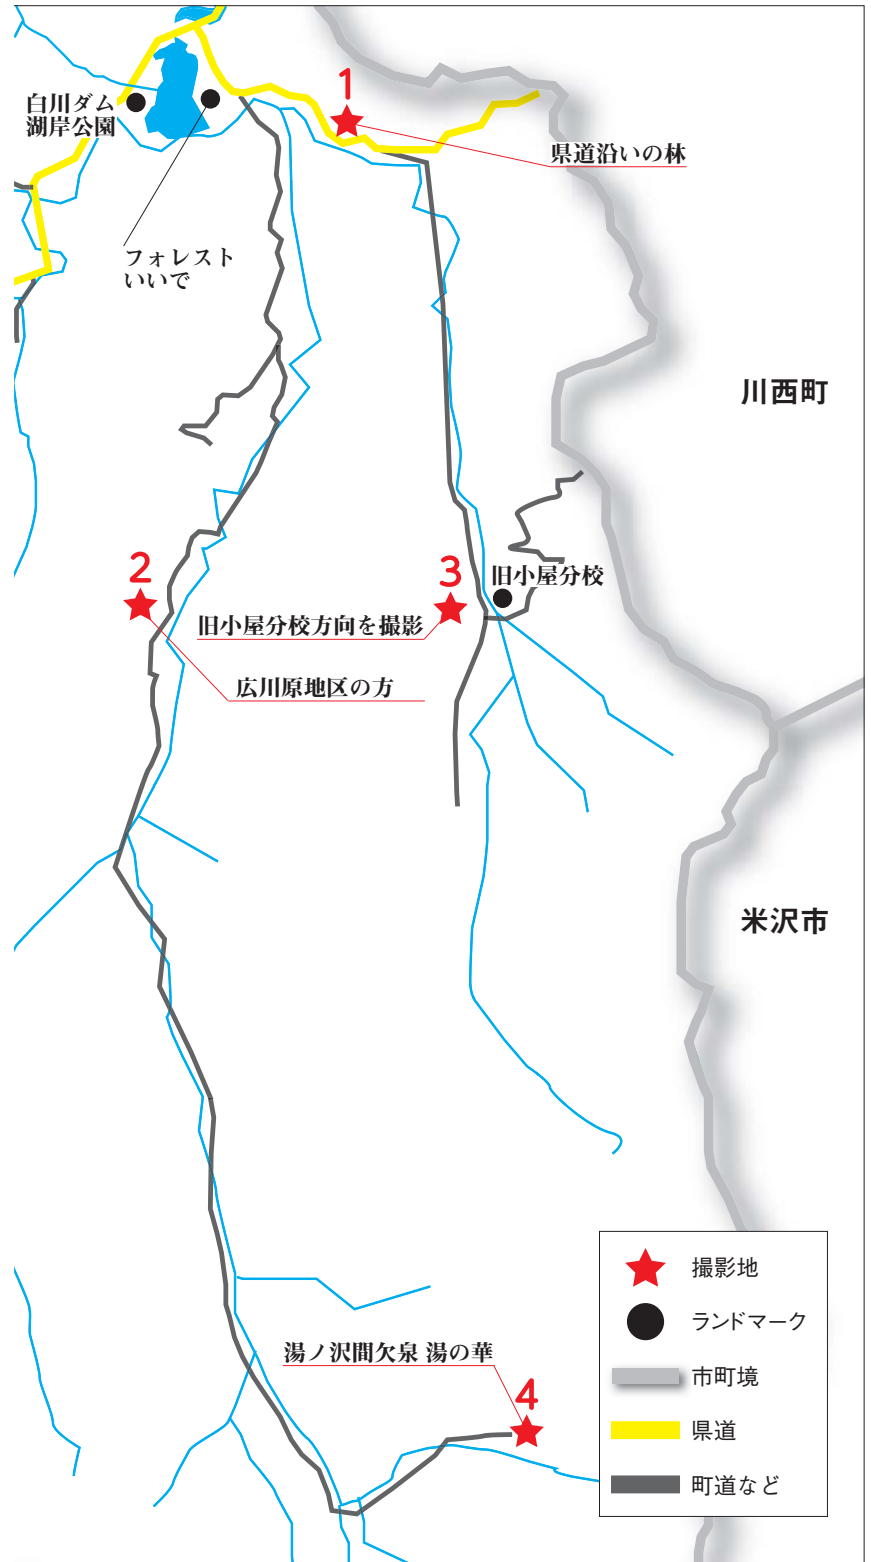 1
白川ダム
湖岸公園
県道沿いの林
フォレスト
いいで
川西町
2
3
旧小屋分校
旧小屋分校方向を撮影
広川原地区の方
米沢市
湯ノ沢間欠泉 湯の華
4
撮影地
ランドマーク
市町境
県道
町道など